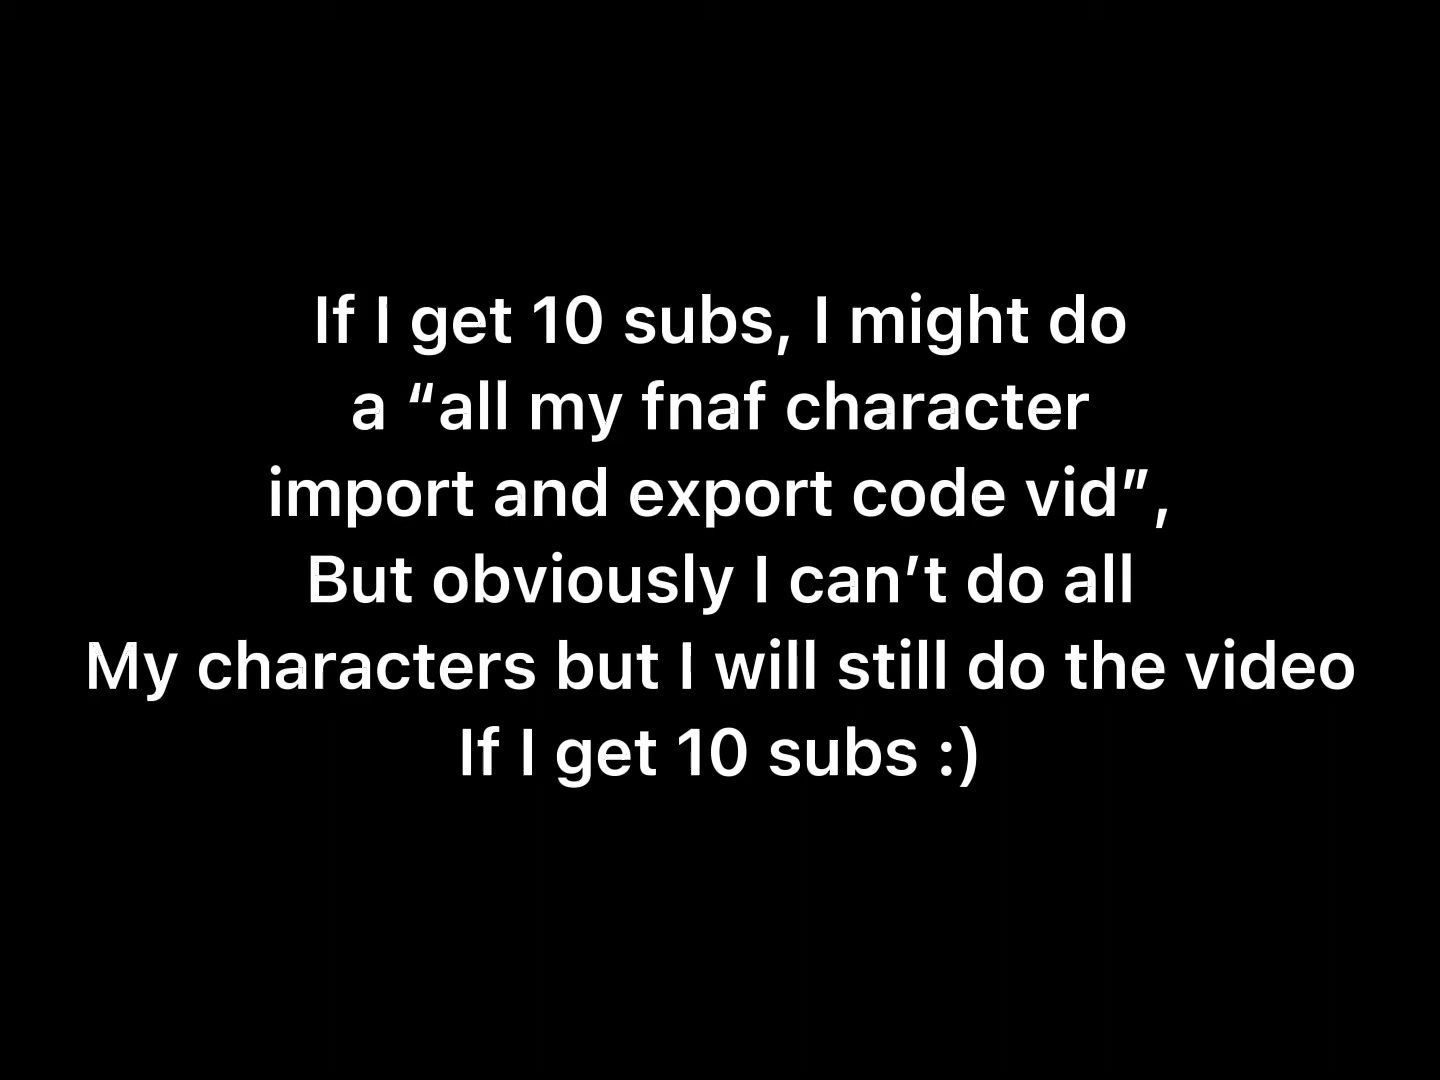 If I get 10 subs, I might do
a “all my fnaf character
import and export code vid”,
But obviously I can’t do all
My characters but I will still do the video
If I get 10 subs :)